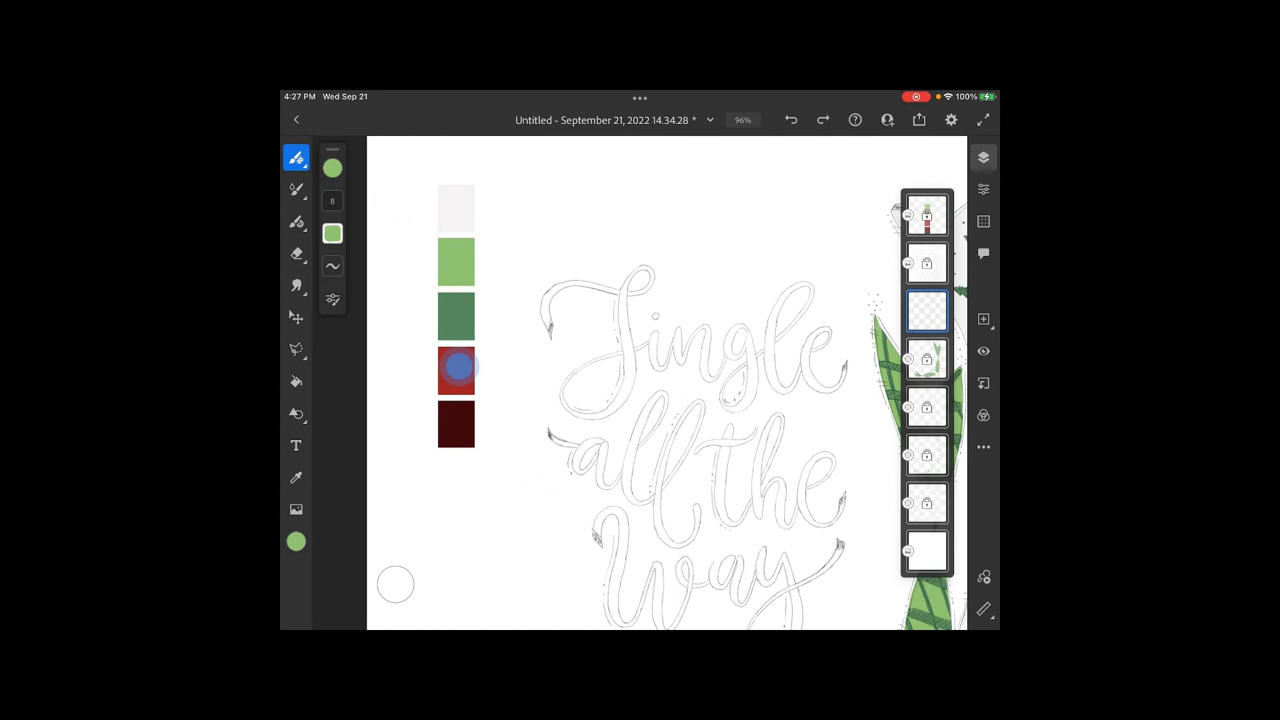 4:27 PM Wed Sep 21
100%
Untitled - September 21, 2022 14.34.28 *
96%
8
T
Jingle
all the
Way